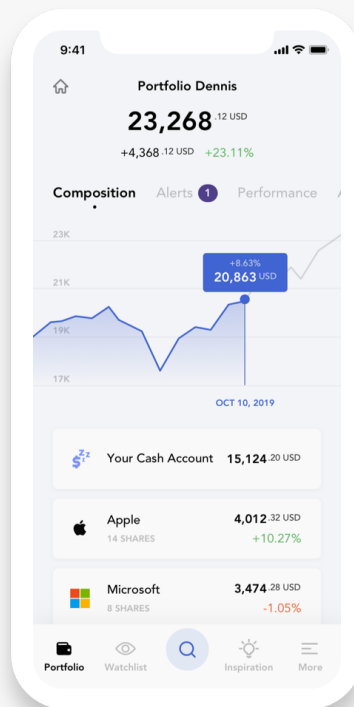 9:41
Portfolio Dennis
23,268.12 USD
+4,368.12 USD +23.11%
Composition Alerts 1 Performance
23K
+8.63%
21K 20,863 USD
19K
17K
OCT 10, 2019
$zz Your Cash Account 15,124.20 USD
Apple 4,012.32 USD
14 SHARES +10.27%
Microsoft 3,474.28 USD
8 SHARES -1.05%
Portfolio Watchlist Inspiration More